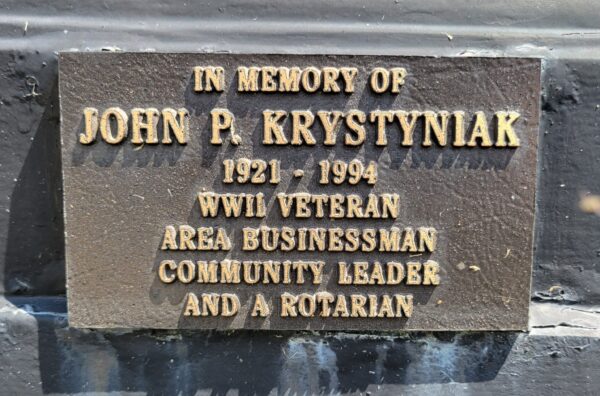 IN MEMORY OF
JOHN P. KRYSTYNIAK
1921 - 1994
WWII VETERAN
AREA BUSINESSMAN
COMMUNITY LEADER
AND A ROTARIAN